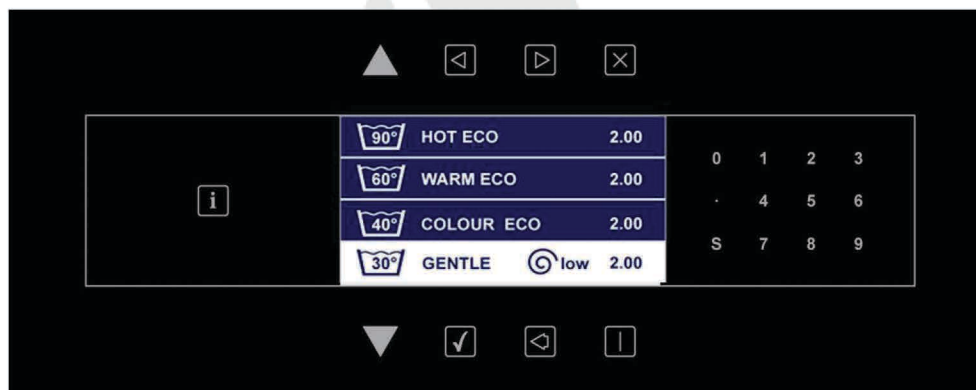 90° HOT ECO 2.00
60° WARM ECO 2.00
40° COLOUR ECO 2.00
30° GENTLE low 2.00
i
0 1 2 3
· 4 5 6
S 7 8 9